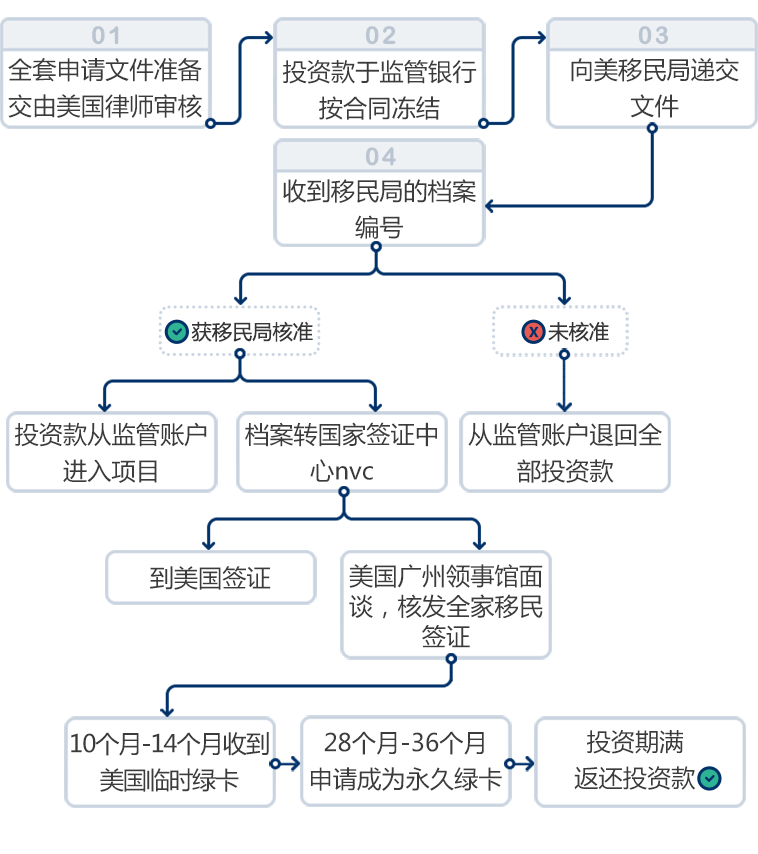 01
全套申请文件准备
交由美国律师审核
02
投资款于监管银行
按合同冻结
03
向美移民局递交
文件
04
收到移民局的档案
编号
获移民局核准
X未核准
投资款从监管账户
进入项目
档案转国家签证中
心nvc
从监管账户退回全
部投资款
到美国签证
美国广州领事馆面
谈，核发全家移民
签证
10个月-14个月收到
美国临时绿卡
28个月-36个月
申请成为永久绿卡
投资期满
返还投资款